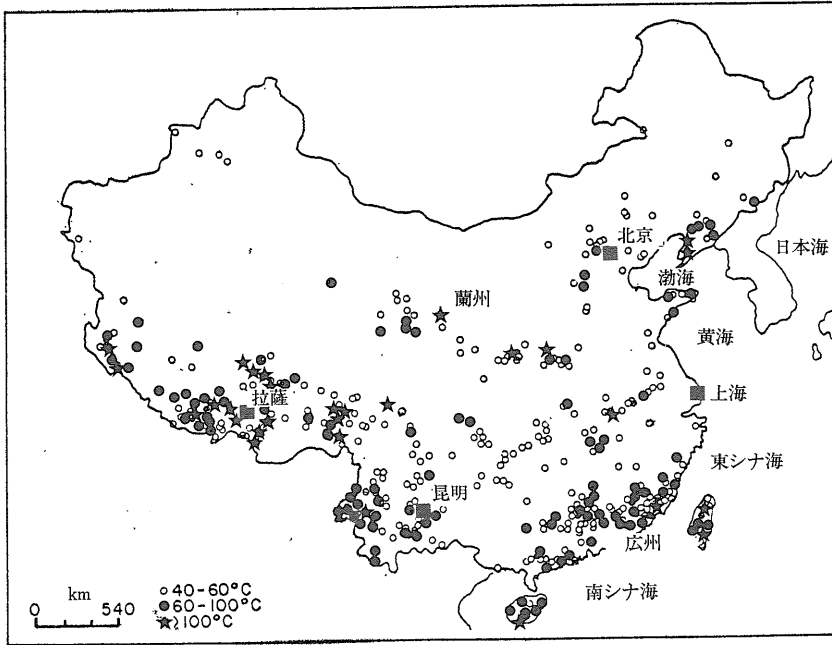 北京
日本海
渤海
蘭州
黄海
拉薩
上海
東シナ海
昆明
広州
南シナ海
km
0 540
40-60°C
60-100°C
≥100°C